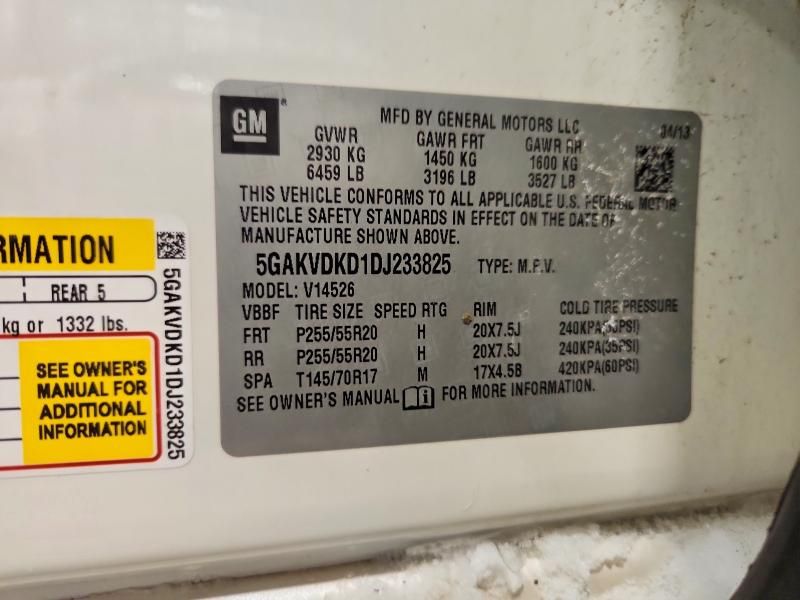 GM
MFD BY GENERAL MOTORS LLC 04/13
GVWR GAWR FRT GAWR RR
2930 KG 1450 KG 1600 KG
6459 LB 3196 LB 3527 LB
THIS VEHICLE CONFORMS TO ALL APPLICABLE U.S. FEDERAL MOTOR
VEHICLE SAFETY STANDARDS IN EFFECT ON THE DATE OF
MANUFACTURE SHOWN ABOVE.
5GAKVDKD1DJ233825 TYPE: M.P.V.
MODEL: V14526
VBBF TIRE SIZE SPEED RTG RIM COLD TIRE PRESSURE
FRT P255/55R20 H 20X7.5J 240KPA(35PSI)
RR P255/55R20 H 20X7.5J 240KPA(35PSI)
SPA T145/70R17 M 17X4.5B 420KPA(60PSI)
SEE OWNER'S MANUAL FOR MORE INFORMATION.
RMATION
REAR 5
kg or 1332 lbs.
SEE OWNER'S
MANUAL FOR
ADDITIONAL
INFORMATION
5GAKVDKD1DJ233825